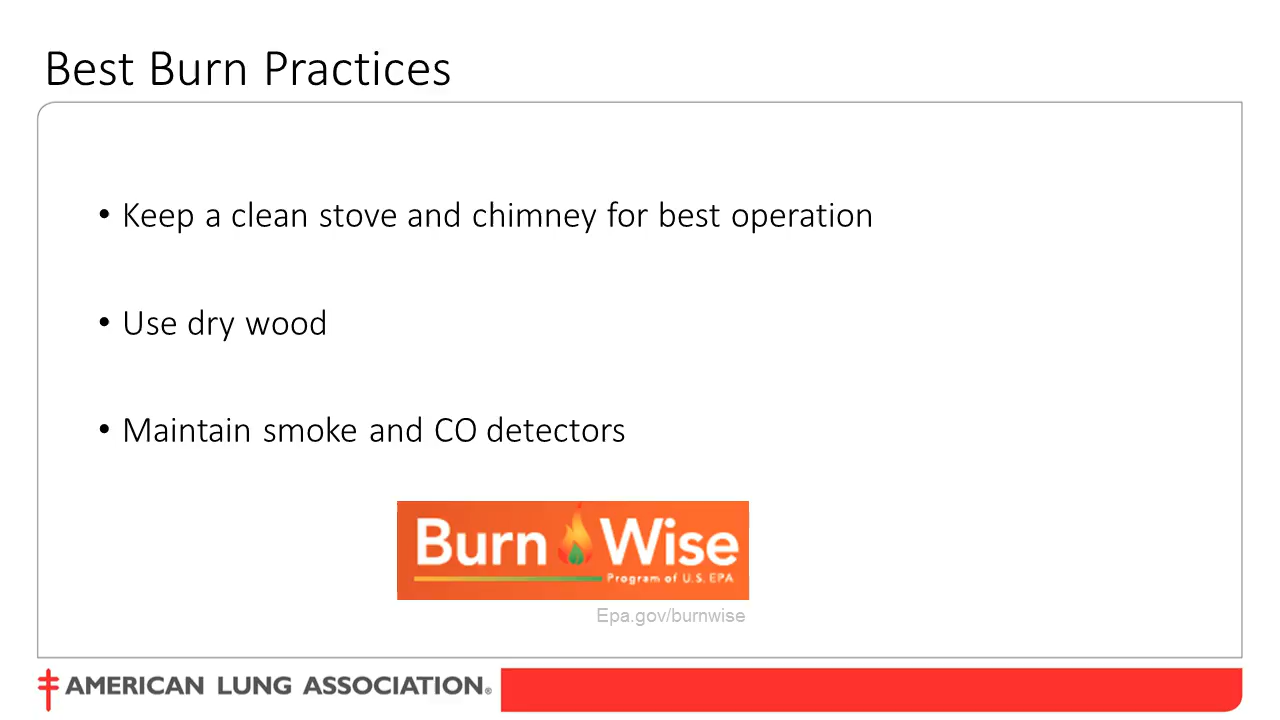 Best Burn Practices
• Keep a clean stove and chimney for best operation
• Use dry wood
• Maintain smoke and CO detectors
Burn Wise
Program of U.S. EPA
Epa.gov/burnwise
AMERICAN LUNG ASSOCIATION®